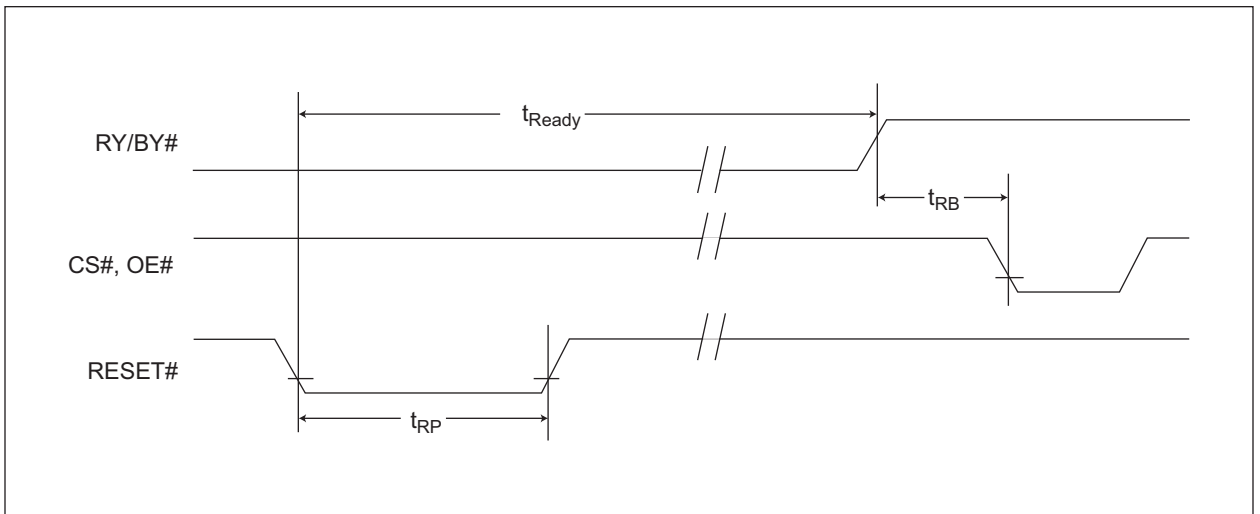 tReady
RY/BY#
tRB
CS#, OE#
RESET#
tRP